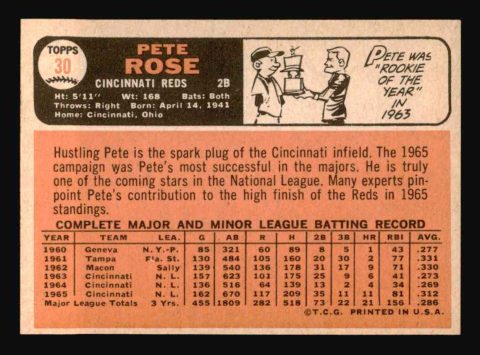 TOPPS
30
PETE
ROSE
CINCINNATI REDS 2B
Ht: 5'11" Wt: 168 Bats: Both
Throws: Right Born: April 14, 1941
Home: Cincinnati, Ohio
PETE WAS
"ROOKIE
OF THE
YEAR"
IN
1963
Hustling Pete is the spark plug of the Cincinnati infield. The 1965
campaign was Pete's most successful in the majors. He is truly
one of the coming stars in the National League. Many experts pin-
point Pete's contribution to the high finish of the Reds in 1965
standings.
COMPLETE MAJOR AND MINOR LEAGUE BATTING RECORD
YEAR TEAM LEA. G AB R H 2B 3B HR RBI AVG.
1960 Geneva N.Y.-P. 85 321 60 89 8 5 1 43 .277
1961 Tampa Fla. St. 130 484 105 160 20 30 2 77 .331
1962 Macon Sally 139 540 136 178 31 17 9 71 .330
1963 Cincinnati N. L. 157 623 101 170 25 9 6 41 .273
1964 Cincinnati N. L. 136 516 64 139 13 2 4 34 .269
1965 Cincinnati N. L. 162 670 117 209 35 11 11 81 .312
Major League Totals 3 Yrs. 455 1809 282 518 73 22 21 156 .286
©T.C.G. PRINTED IN U.S.A.